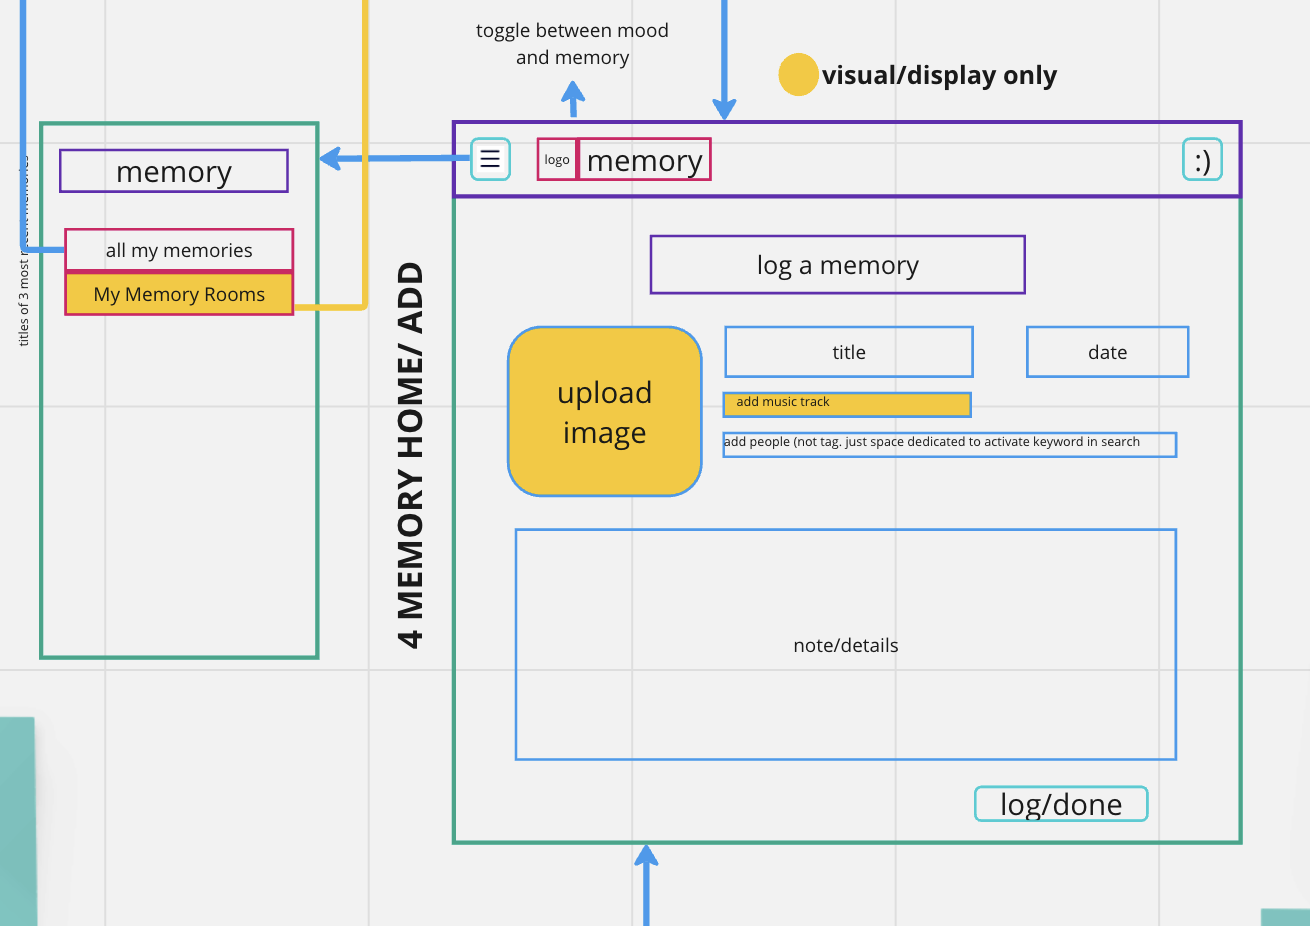 toggle between mood
and memory
visual/display only
memory
all my memories
My Memory Rooms
titles of 3 most recent memories
4 MEMORY HOME/ ADD
logo
memory
:)
log a memory
upload
image
title
date
add music track
add people (not tag. just space dedicated to activate keyword in search
note/details
log/done